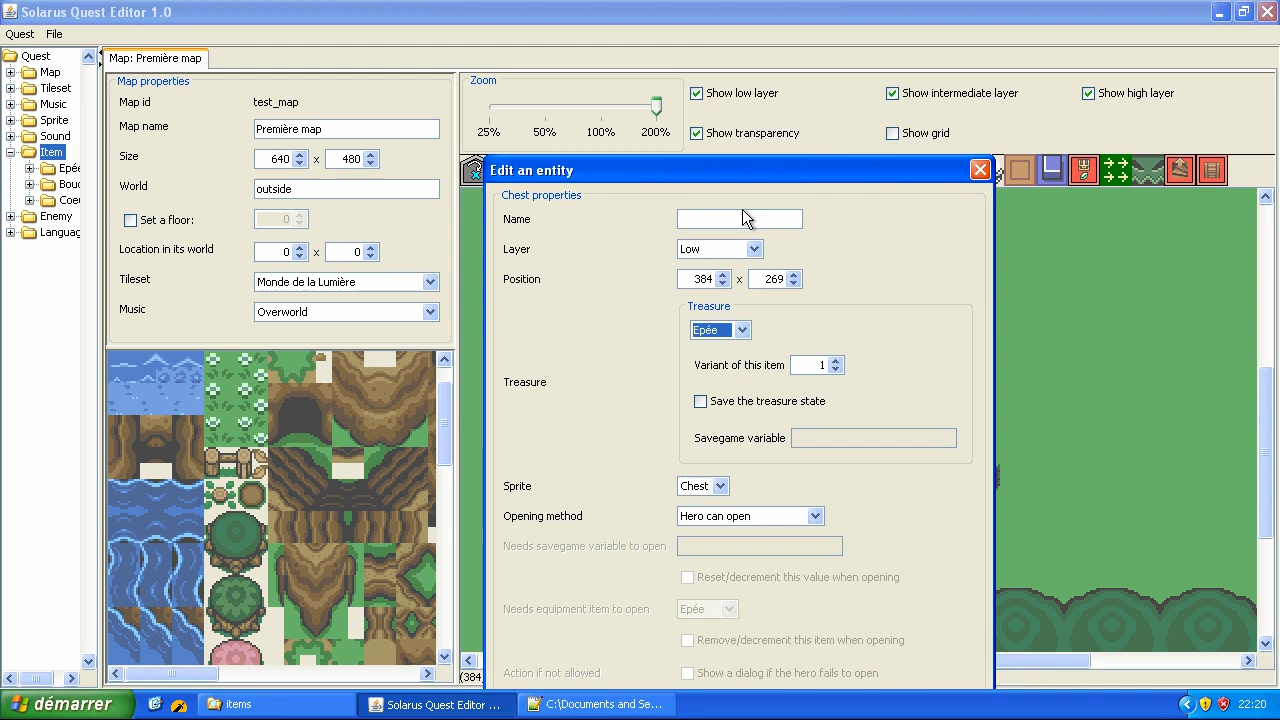 Solarus Quest Editor 1.0
Quest File
Quest
Map
Tileset
Music
Sprite
Sound
Item
Epé
Bou
Coe
Enemy
Langua
Map: Première map
Map properties
Map id test_map
Map name Première map
Size 640 x 480
World outside
Set a floor: 0
Location in its world 0 x 0
Tileset Monde de la Lumière
Music Overworld
Zoom
25% 50% 100% 200%
Show low layer Show intermediate layer Show high layer
Show transparency Show grid
Edit an entity
Chest properties
Name
Layer Low
Position 384 x 269
Treasure
Epée
Variant of this item 1
Treasure
Save the treasure state
Savegame variable
Sprite Chest
Opening method Hero can open
Needs savegame variable to open
Reset/decrement this value when opening
Needs equipment item to open Epée
Remove/decrement this item when opening
Action if not allowed Show a dialog if the hero fails to open
(384
démarrer items Solarus Quest Editor ... C:\Documents and Se... 22:20